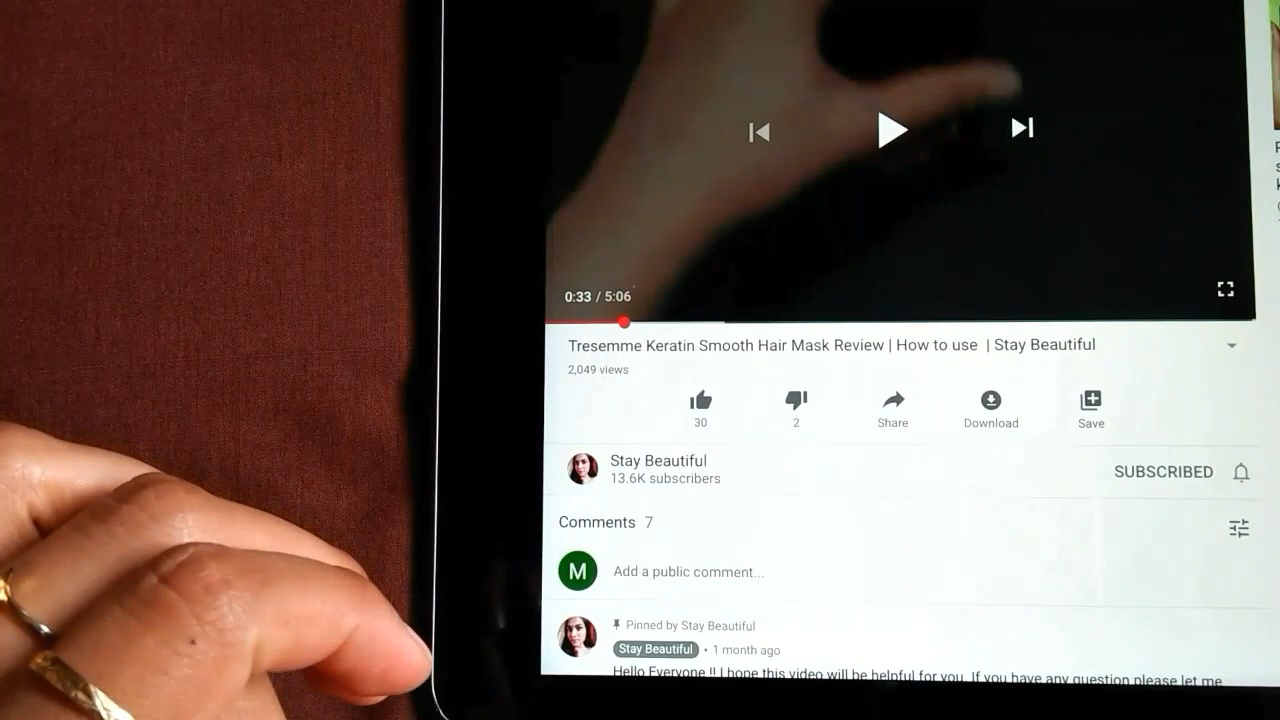 0:33 / 5:06
Tresemme Keratin Smooth Hair Mask Review | How to use | Stay Beautiful
2,049 views
30
2
Share
Download
Save
Stay Beautiful
13.6K subscribers
SUBSCRIBED
Comments 7
M
Add a public comment...
Pinned by Stay Beautiful
Stay Beautiful • 1 month ago
Hello Everyone !! I hope this video will be helpful for you. If you have any question please let me